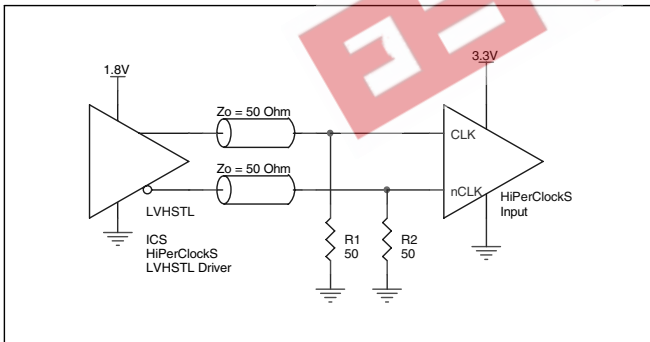 1.8V
3.3V
Zo = 50 Ohm
CLK
Zo = 50 Ohm
nCLK
LVHSTL
HiPerClockS
Input
ICS
HiPerClockS
LVHSTL Driver
R1
50
R2
50